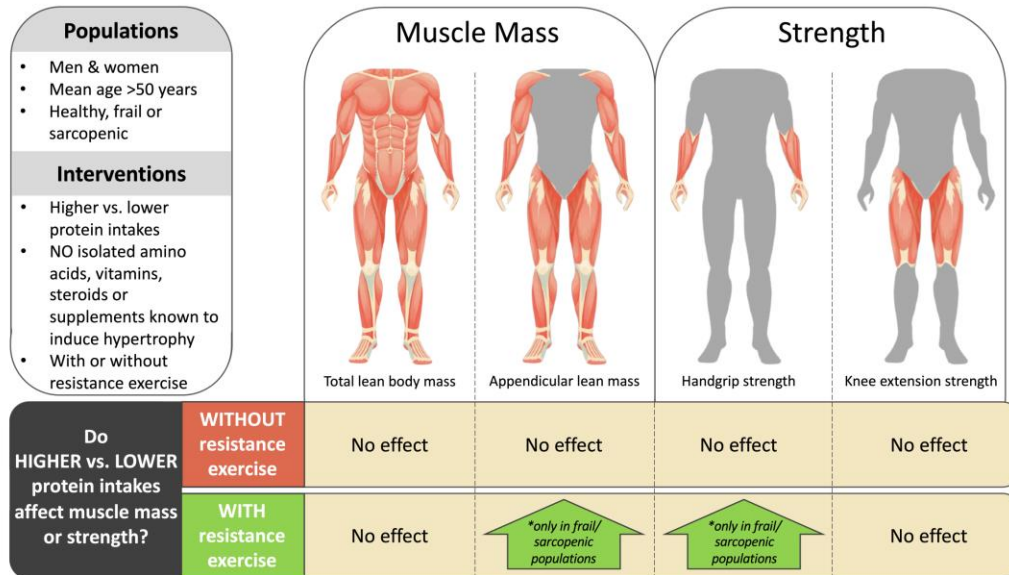 Populations
• Men & women
• Mean age >50 years
• Healthy, frail or
sarcopenic
Interventions
• Higher vs. lower
protein intakes
• NO isolated amino
acids, vitamins,
steroids or
supplements known to
induce hypertrophy
• With or without
resistance exercise
Muscle Mass
Strength
Total lean body mass
Appendicular lean mass
Handgrip strength
Knee extension strength
Do
HIGHER vs. LOWER
protein intakes
affect muscle mass
or strength?
WITHOUT
resistance
exercise
No effect
No effect
No effect
No effect
WITH
resistance
exercise
No effect
*only in frail/
sarcopenic
populations
*only in frail/
sarcopenic
populations
No effect